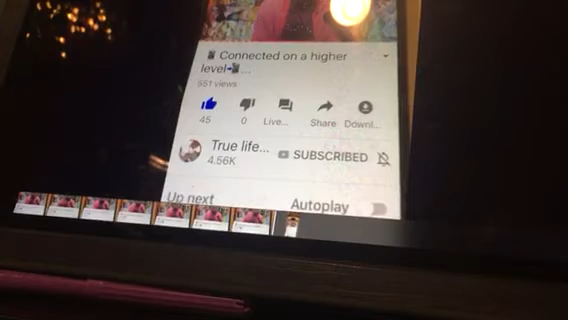 📱Connected on a higher
level📲...
551 views
45
0
Live...
Share
Downl...
True life...
4.56K
SUBSCRIBED
Up next
Autoplay